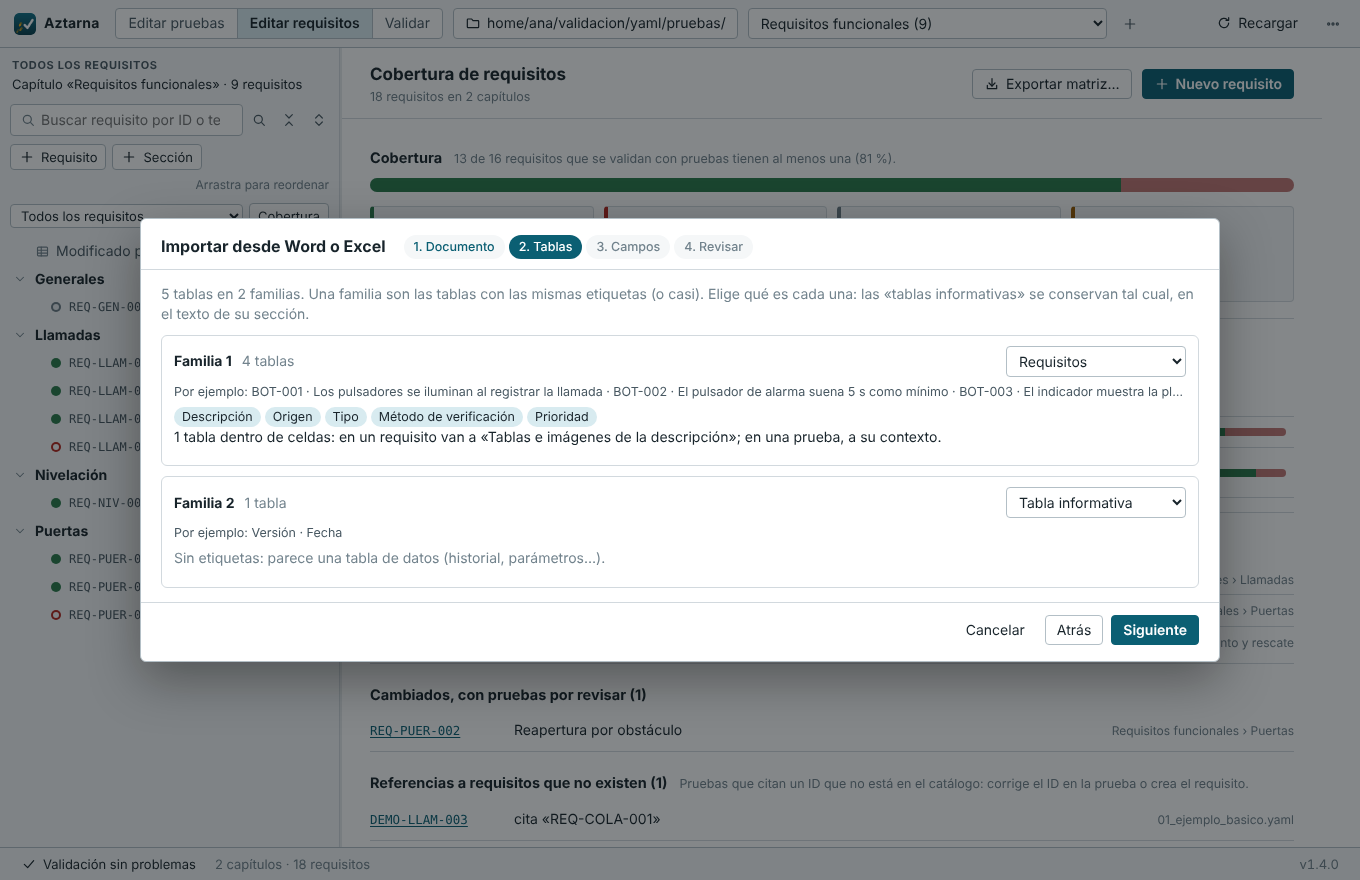 Aztarna
Editar pruebas
Editar requisitos
Validar
home/ana/validacion/yaml/pruebas/
Requisitos funcionales (9)
Recargar
TODOS LOS REQUISITOS
Capítulo «Requisitos funcionales» · 9 requisitos
Buscar requisito por ID o te
Requisito
Sección
Arrastra para reordenar
Todos los requisitos
Cobertura
Modificado p
Generales
REQ-GEN-00
Llamadas
REQ-LLAM-0
REQ-LLAM-0
REQ-LLAM-0
REQ-LLAM-0
Nivelación
REQ-NIV-00
Puertas
REQ-PUER-0
REQ-PUER-0
REQ-PUER-0
Cobertura de requisitos
18 requisitos en 2 capítulos
Exportar matriz...
Nuevo requisito
Cobertura 13 de 16 requisitos que se validan con pruebas tienen al menos una (81 %).
Importar desde Word o Excel
1. Documento
2. Tablas
3. Campos
4. Revisar
5 tablas en 2 familias. Una familia son las tablas con las mismas etiquetas (o casi). Elige qué es cada una: las «tablas informativas» se conservan tal cual, en
el texto de su sección.
Familia 1 4 tablas
Requisitos
Por ejemplo: BOT-001 · Los pulsadores se iluminan al registrar la llamada · BOT-002 · El pulsador de alarma suena 5 s como mínimo · BOT-003 · El indicador muestra la pl...
Descripción
Origen
Tipo
Método de verificación
Prioridad
1 tabla dentro de celdas: en un requisito van a «Tablas e imágenes de la descripción»; en una prueba, a su contexto.
Familia 2 1 tabla
Tabla informativa
Por ejemplo: Versión · Fecha
Sin etiquetas: parece una tabla de datos (historial, parámetros...).
Cancelar
Atrás
Siguiente
es › Llamadas
ales › Puertas
nto y rescate
Cambiados, con pruebas por revisar (1)
REQ-PUER-002 Reapertura por obstáculo Requisitos funcionales › Puertas
Referencias a requisitos que no existen (1) Pruebas que citan un ID que no está en el catálogo: corrige el ID en la prueba o crea el requisito.
DEMO-LLAM-003 cita «REQ-COLA-001» 01_ejemplo_basico.yaml
Validación sin problemas
2 capítulos · 18 requisitos
v1.4.0